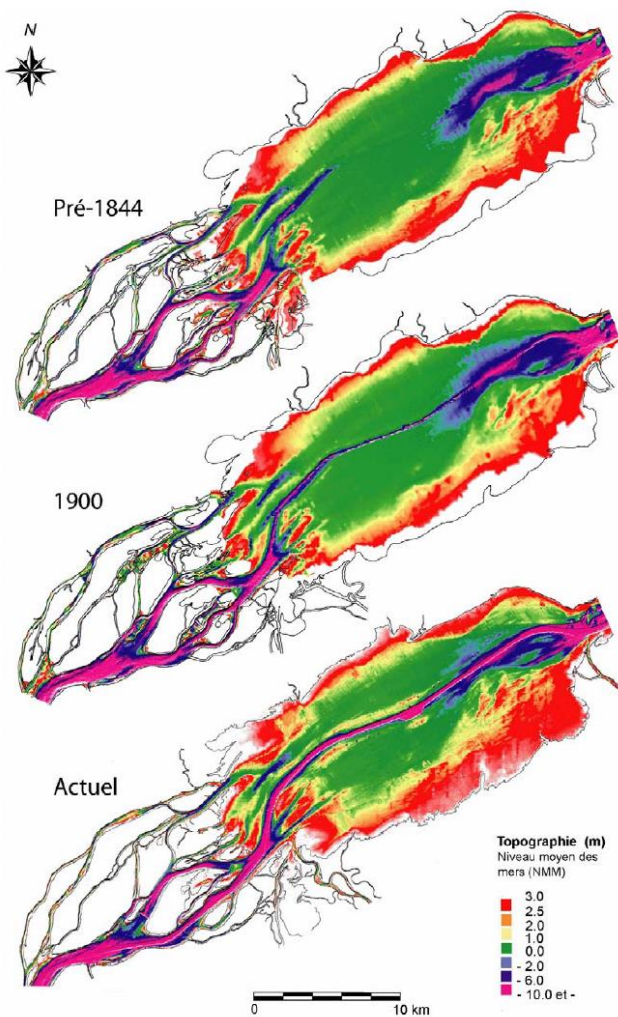 N
Pré-1844
1900
Actuel
Topographie (m)
Niveau moyen des
mers (NMM)
3.0
2.5
2.0
1.0
0.0
- 2.0
- 6.0
- 10.0 et -
0 10 km